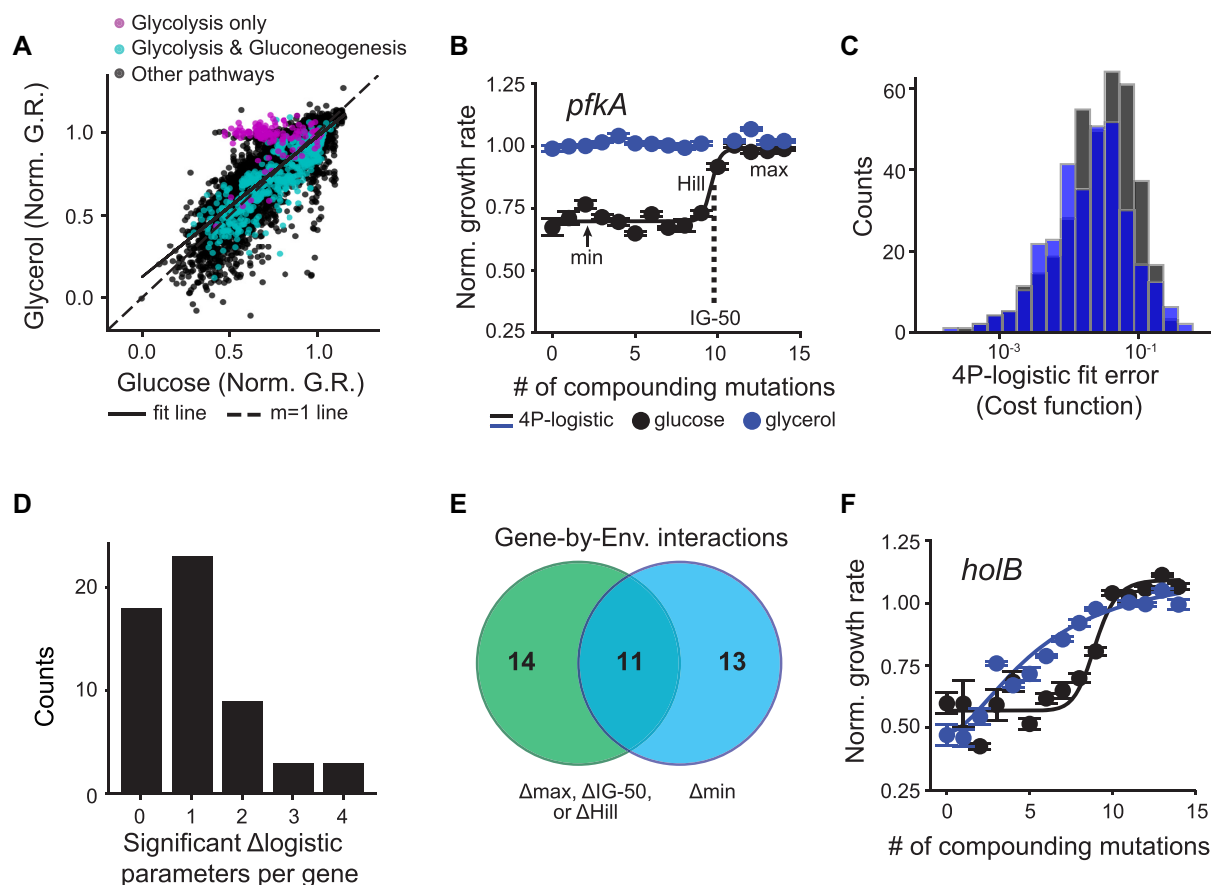 A
Glycolysis only
Glycolysis & Gluconeogenesis
Other pathways
Glycerol (Norm. G.R.)
1.0
0.5
0.0
0.0
0.5
1.0
Glucose (Norm. G.R.)
fit line
m=1 line
B
pfkA
Norm. growth rate
1.25
1.00
0.75
0.50
0.25
Hill
max
min
IG-50
0
5
10
15
# of compounding mutations
4P-logistic
glucose
glycerol
C
Counts
60
40
20
0
10-3
10-1
4P-logistic fit error
(Cost function)
D
Counts
20
10
0
0
1
2
3
4
Significant Δlogistic
parameters per gene
E
Gene-by-Env. interactions
14
11
13
Δmax, ΔIG-50,
or ΔHill
Δmin
F
holB
Norm. growth rate
1.25
1.00
0.75
0.50
0.25
0
5
10
15
# of compounding mutations